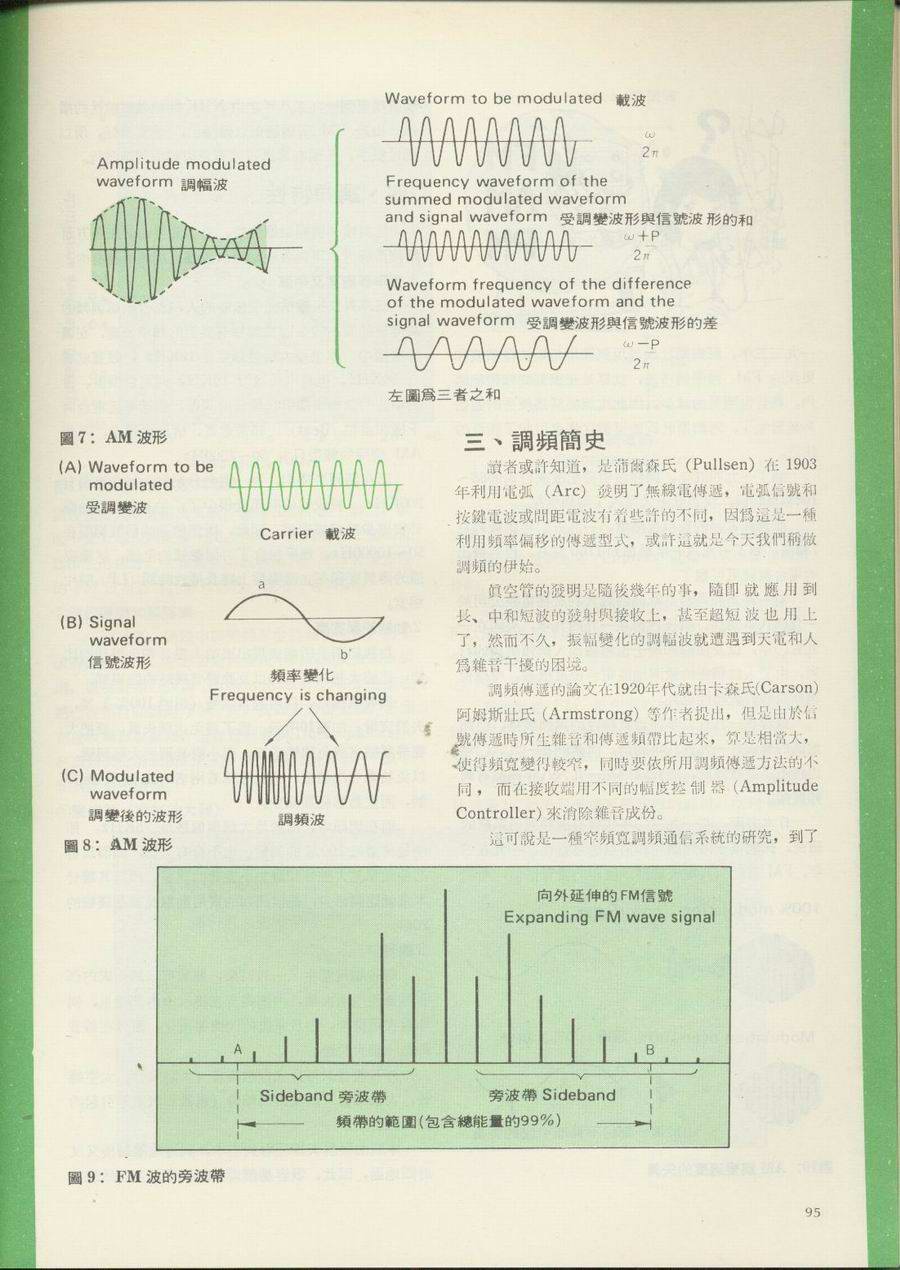 Waveform to be modulated 載波
ω
2π
Amplitude modulated
waveform 調幅波
Frequency waveform of the
summed modulated waveform
and signal waveform 受調變波形與信號波形的和
ω+P
2π
Waveform frequency of the difference
of the modulated waveform and the
signal waveform 受調變波形與信號波形的差
ω−P
2π
左圖爲三者之和
圖7：AM 波形
(A) Waveform to be
modulated
受調變波
Carrier 載波
a
(B) Signal
waveform
信號波形
b
頻率變化
Frequency is changing
(C) Modulated
waveform
調變後的波形
調頻波
圖8：AM 波形
三、調頻簡史
讀者或許知道，是蒲爾森氏 (Pullsen) 在 1903
年利用電弧 (Arc) 發明了無線電傳遞，電弧信號和
按鍵電波或間距電波有着些許的不同，因爲這是一種
利用頻率偏移的傳遞型式，或許這就是今天我們稱做
調頻的伊始。
眞空管的發明是隨後幾年的事，隨卽就應用到
長、中和短波的發射與接收上，甚至超短波也用上
了，然而不久，振幅變化的調幅波就遭遇到天電和人
爲雜音干擾的困境。
調頻傳遞的論文在1920年代就由卡森氏(Carson)
阿姆斯壯氏 (Armstrong) 等作者提出，但是由於信
號傳遞時所生雜音和傳遞頻帶比起來，算是相當大，
使得頻寬變得較窄，同時要依所用調頻傳遞方法的不
同，而在接收端用不同的幅度控制器 (Amplitude
Controller) 來消除雜音成份。
這可說是一種窄頻寬調頻通信系統的研究，到了
向外延伸的FM信號
Expanding FM wave signal
A
B
Sideband 旁波帶
旁波帶 Sideband
頻帶的範圍(包含總能量的99%)
圖9：FM 波的旁波帶
95